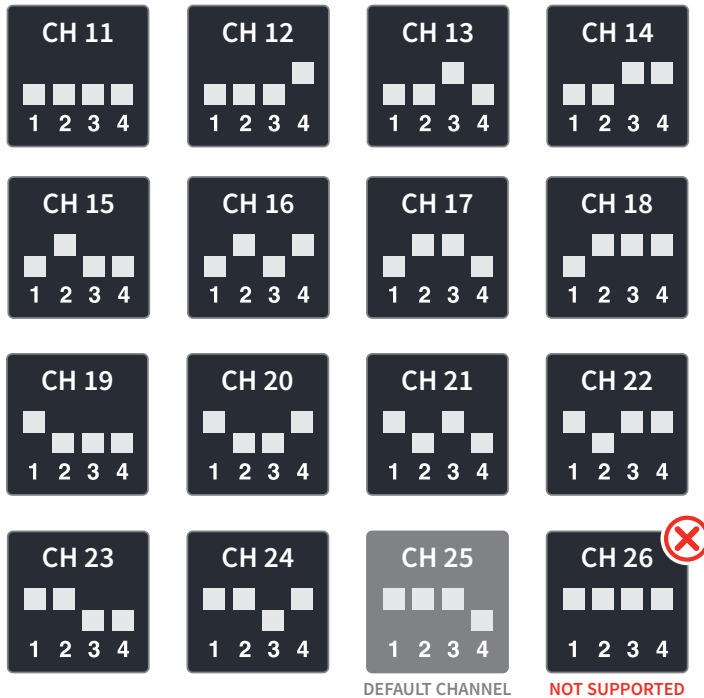 CH 11 CH 12 CH 13 CH 14
1 2 3 4 1 2 3 4 1 2 3 4 1 2 3 4
CH 15 CH 16 CH 17 CH 18
1 2 3 4 1 2 3 4 1 2 3 4 1 2 3 4
CH 19 CH 20 CH 21 CH 22
1 2 3 4 1 2 3 4 1 2 3 4 1 2 3 4
CH 23 CH 24 CH 25 CH 26
1 2 3 4 1 2 3 4 1 2 3 4 1 2 3 4
DEFAULT CHANNEL NOT SUPPORTED